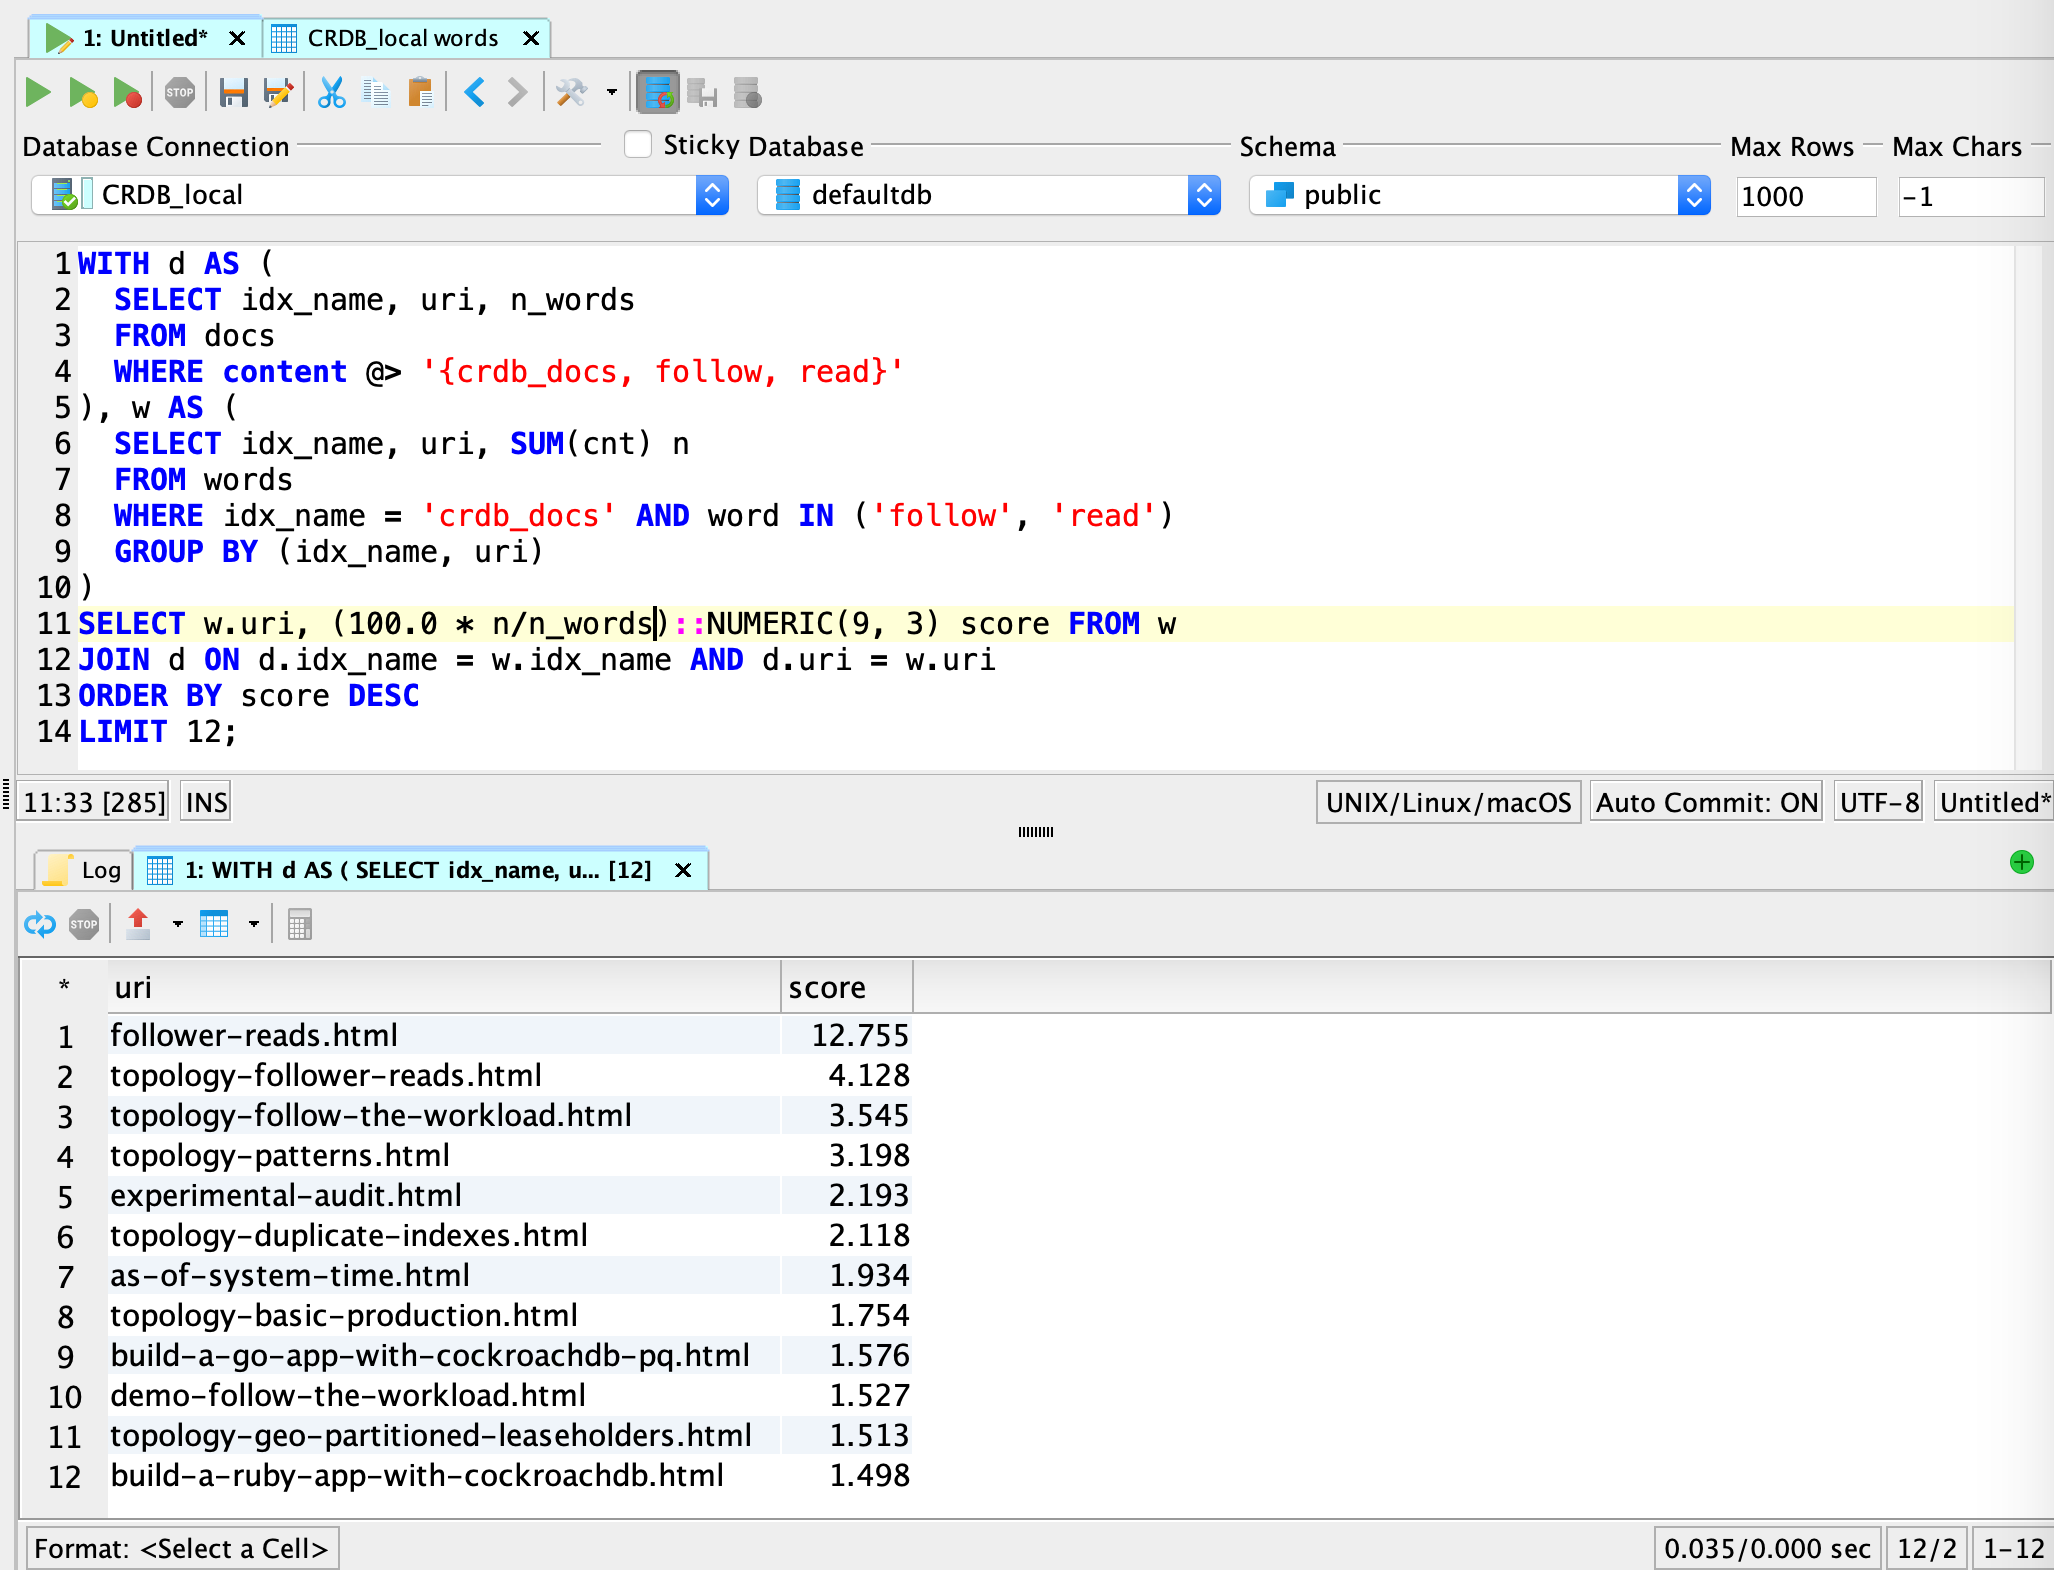 1: Untitled*
CRDB_local words
STOP
Database Connection
Sticky Database
Schema
Max Rows
Max Chars
CRDB_local
defaultdb
public
1000
-1
1 WITH d AS (
2   SELECT idx_name, uri, n_words
3   FROM docs
4   WHERE content @> '{crdb_docs, follow, read}'
5 ), w AS (
6   SELECT idx_name, uri, SUM(cnt) n
7   FROM words
8   WHERE idx_name = 'crdb_docs' AND word IN ('follow', 'read')
9   GROUP BY (idx_name, uri)
10 )
11 SELECT w.uri, (100.0 * n/n_words)::NUMERIC(9, 3) score FROM w
12 JOIN d ON d.idx_name = w.idx_name AND d.uri = w.uri
13 ORDER BY score DESC
14 LIMIT 12;
11:33 [285] INS UNIX/Linux/macOS Auto Commit: ON UTF-8 Untitled*
Log
1: WITH d AS ( SELECT idx_name, u... [12]
STOP
* uri score
1 follower-reads.html 12.755
2 topology-follower-reads.html 4.128
3 topology-follow-the-workload.html 3.545
4 topology-patterns.html 3.198
5 experimental-audit.html 2.193
6 topology-duplicate-indexes.html 2.118
7 as-of-system-time.html 1.934
8 topology-basic-production.html 1.754
9 build-a-go-app-with-cockroachdb-pq.html 1.576
10 demo-follow-the-workload.html 1.527
11 topology-geo-partitioned-leaseholders.html 1.513
12 build-a-ruby-app-with-cockroachdb.html 1.498
Format: <Select a Cell> 0.035/0.000 sec 12/2 1-12